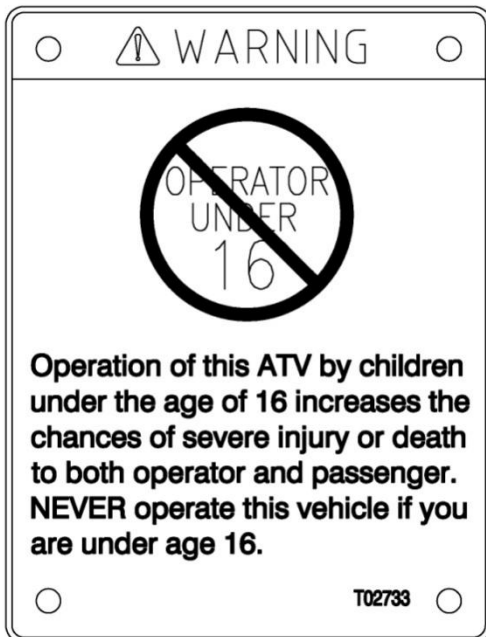 WARNING
OPERATOR
UNDER
16
Operation of this ATV by children
under the age of 16 increases the
chances of severe injury or death
to both operator and passenger.
NEVER operate this vehicle if you
are under age 16.
T02733